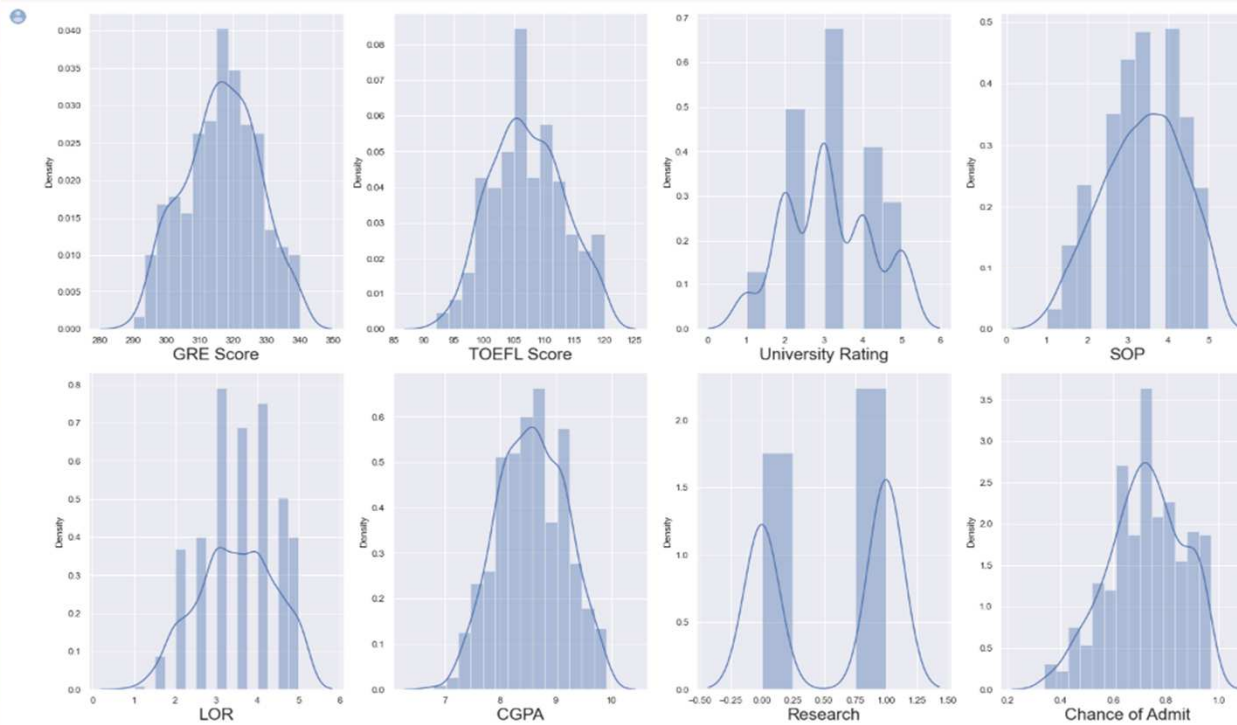 0.040
0.035
0.030
0.025
0.020
0.015
0.010
0.005
0.000
Density
280 290 300 310 320 330 340 350
GRE Score
0.08
0.07
0.06
0.05
0.04
0.03
0.02
0.01
0.00
Density
85 90 95 100 105 110 115 120 125
TOEFL Score
0.7
0.6
0.5
0.4
0.3
0.2
0.1
0.0
Density
0 1 2 3 4 5 6
University Rating
0.5
0.4
0.3
0.2
0.1
0.0
Density
0 1 2 3 4 5
SOP
0.8
0.7
0.6
0.5
0.4
0.3
0.2
0.1
0.0
Density
0 1 2 3 4 5 6
LOR
0.6
0.5
0.4
0.3
0.2
0.1
0.0
Density
7 8 9 10
CGPA
2.0
1.5
1.0
0.5
0.0
Density
−0.50 −0.25 0.00 0.25 0.50 0.75 1.00 1.25 1.50
Research
3.5
3.0
2.5
2.0
1.5
1.0
0.5
0.0
Density
0.2 0.4 0.6 0.8 1.0
Chance of Admit